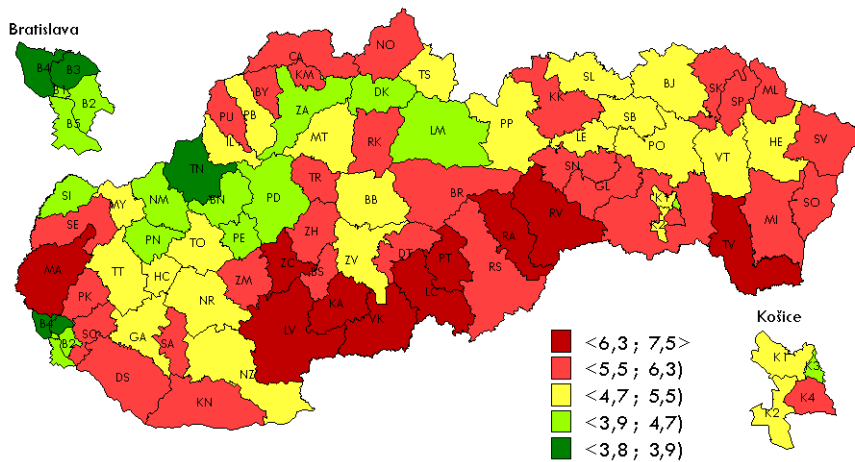 Bratislava
B4
B3
B1
B2
B5
CA
NO
KM
TS
BY
DK
ZA
PU
PB
IL
MT
RK
LM
SL
BJ
KK
SK
SP
ML
PP
SB
LE
PO
VT
HE
SV
TN
SI
MY
NM
BN
PD
TR
BB
BR
SN
GL
K1
SO
SE
PN
PE
TO
ZH
RV
MI
MA
TT
HC
ZV
DT
PT
RA
RS
TV
PK
NR
ZM
ZC
BS
KA
LC
VK
LV
B4
B2
SC
GA
SA
NZ
DS
KN
Košice
K1
K3
K4
K2
<6,3 ; 7,5>
<5,5 ; 6,3)
<4,7 ; 5,5)
<3,9 ; 4,7)
<3,8 ; 3,9)